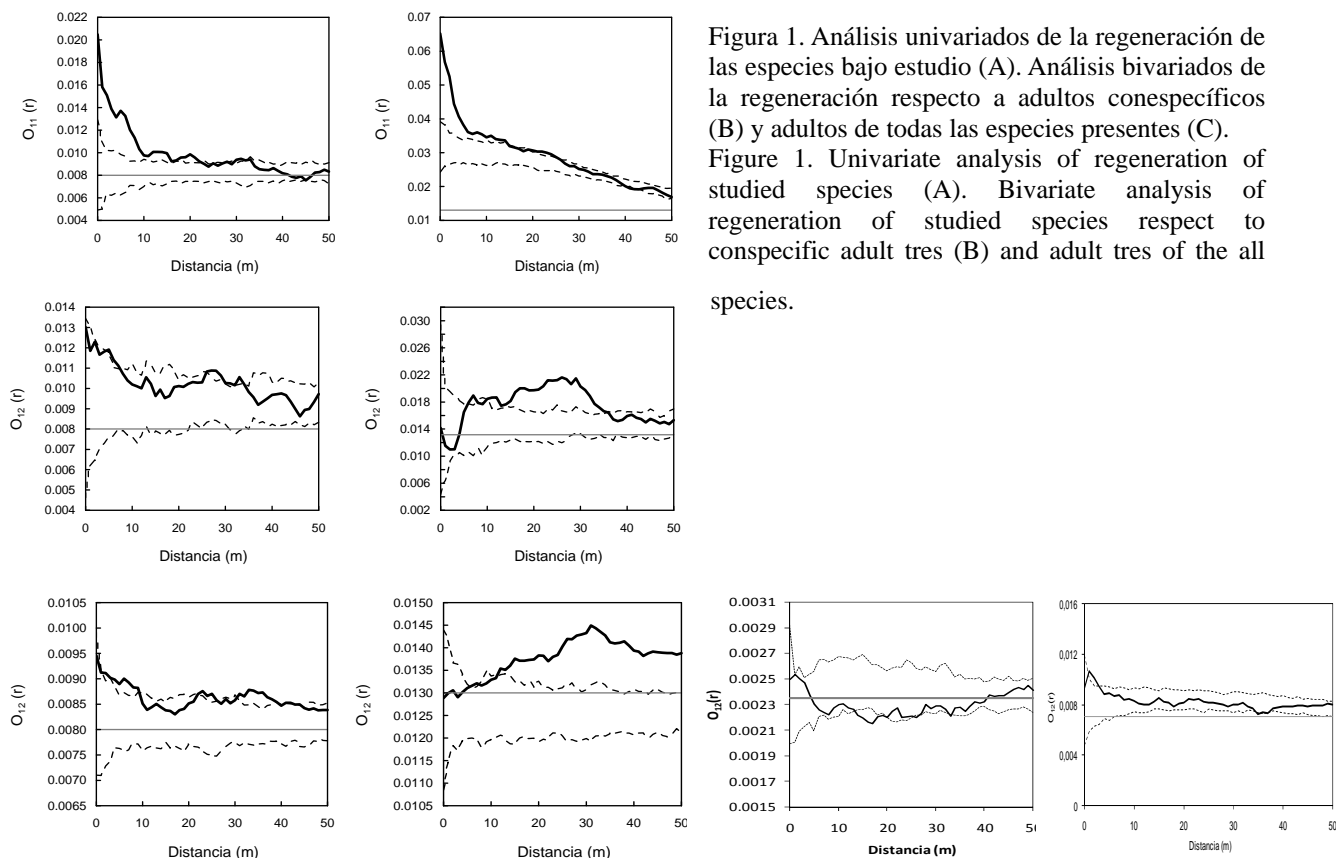 0.022
0.020
0.018
0.016
0.014
0.012
0.010
0.008
0.006
0.004
O11 (r)
0 10 20 30 40 50
Distancia (m)
0.07
0.06
0.05
0.04
0.03
0.02
0.01
O11 (r)
0 10 20 30 40 50
Distancia (m)
Figura 1. Análisis univariados de la regeneración de
las especies bajo estudio (A). Análisis bivariados de
la regeneración respecto a adultos conespecíficos
(B) y adultos de todas las especies presentes (C).
Figure 1. Univariate analysis of regeneration of
studied species (A). Bivariate analysis of
regeneration of studied species respect to
conspecific adult tres (B) and adult tres of the all
species.
0.014
0.013
0.011
0.010
0.009
0.008
0.006
0.005
0.004
O12 (r)
0 10 20 30 40 50
Distancia (m)
0.030
0.026
0.022
0.018
0.014
0.010
0.006
0.002
O12 (r)
0 10 20 30 40 50
Distancia (m)
0.0105
0.0100
0.0095
0.0090
0.0085
0.0080
0.0075
0.0070
0.0065
O12 (r)
0 10 20 30 40 50
Distancia (m)
0.0150
0.0145
0.0140
0.0135
0.0130
0.0125
0.0120
0.0115
0.0110
0.0105
O12 (r)
0 10 20 30 40 50
Distancia (m)
0.0031
0.0029
0.0027
0.0025
0.0023
0.0021
0.0019
0.0017
0.0015
O12(r)
0 10 20 30 40 50
Distancia (m)
0,016
0,012
0,008
0,004
0
O12(r)
0 10 20 30 40 50
Distancia (m)